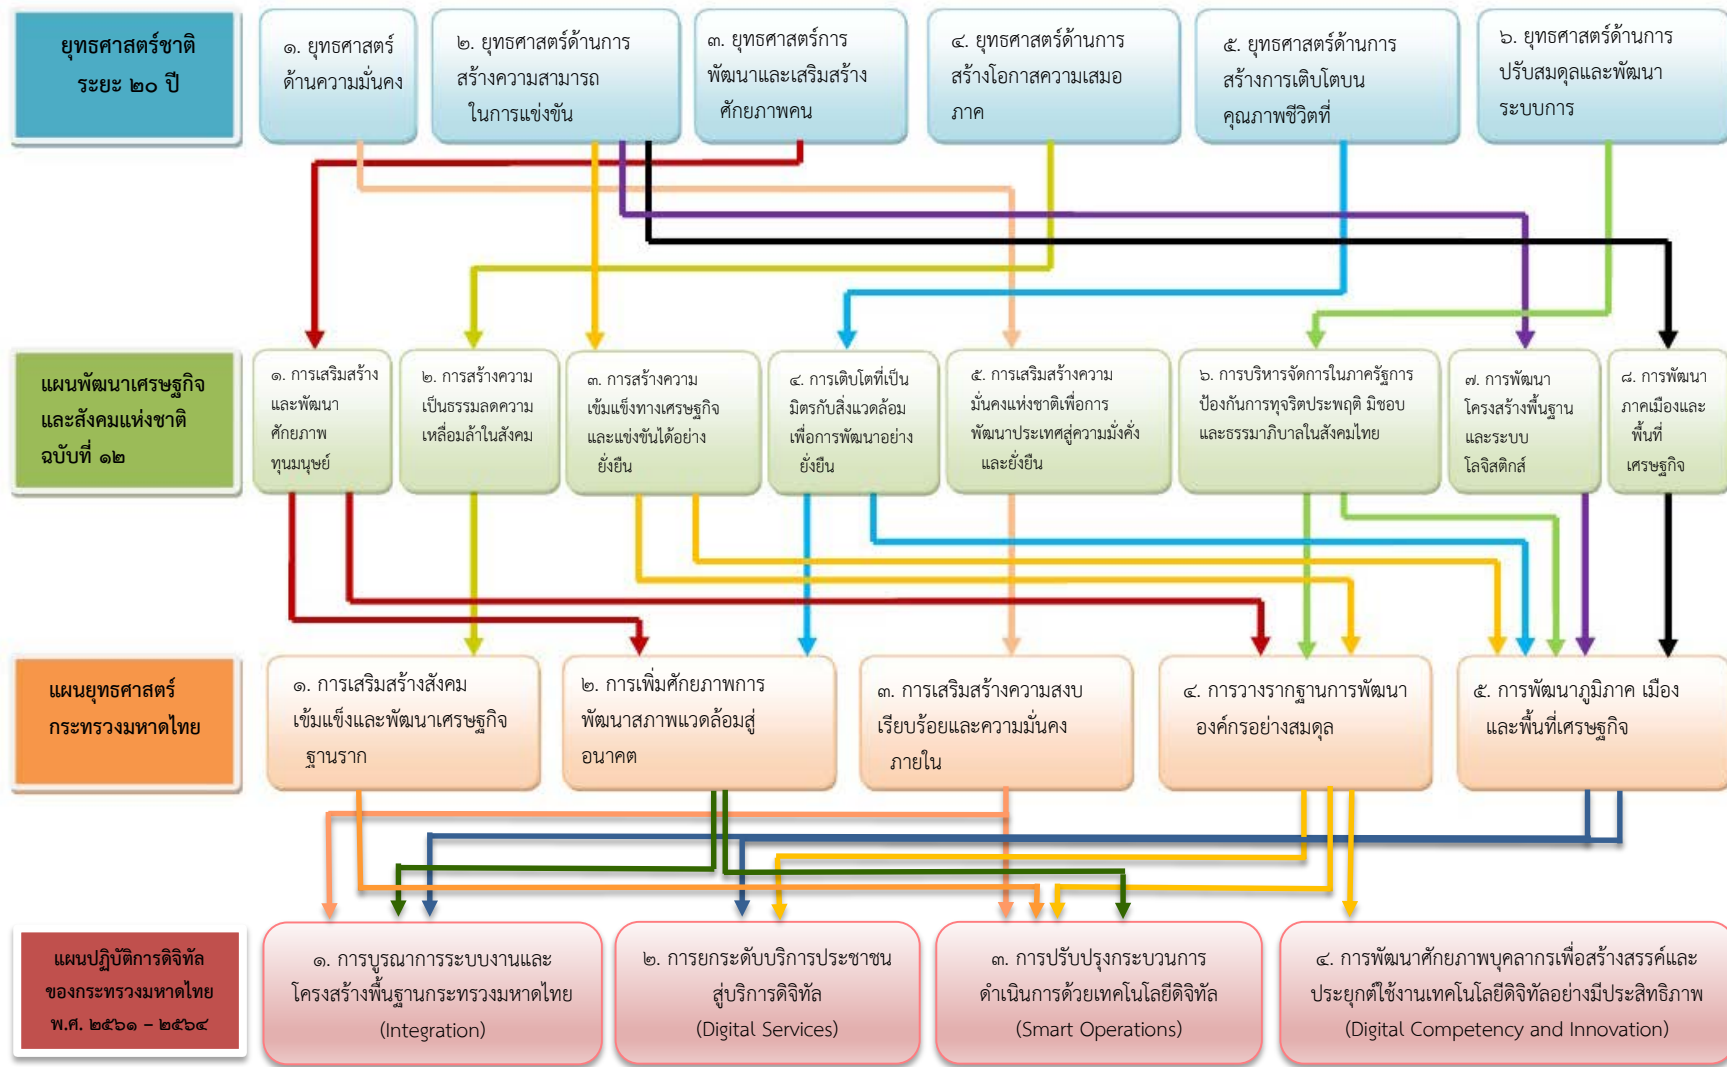 ยุทธศาสตร์ชาติ
ระยะ ๒๐ ปี
๑. ยุทธศาสตร์
ด้านความมั่นคง
๒. ยุทธศาสตร์ด้านการ
สร้างความสามารถ
ในการแข่งขัน
๓. ยุทธศาสตร์การ
พัฒนาและเสริมสร้าง
ศักยภาพคน
๔. ยุทธศาสตร์ด้านการ
สร้างโอกาสความเสมอ
ภาค
๕. ยุทธศาสตร์ด้านการ
สร้างการเติบโตบน
คุณภาพชีวิตที่
๖. ยุทธศาสตร์ด้านการ
ปรับสมดุลและพัฒนา
ระบบการ
แผนพัฒนาเศรษฐกิจ
และสังคมแห่งชาติ
ฉบับที่ ๑๒
๑. การเสริมสร้าง
และพัฒนา
ศักยภาพ
ทุนมนุษย์
๒. การสร้างความ
เป็นธรรมลดความ
เหลื่อมล้ำในสังคม
๓. การสร้างความ
เข้มแข็งทางเศรษฐกิจ
และแข่งขันได้อย่าง
ยั่งยืน
๔. การเติบโตที่เป็น
มิตรกับสิ่งแวดล้อม
เพื่อการพัฒนาอย่าง
ยั่งยืน
๕. การเสริมสร้างความ
มั่นคงแห่งชาติเพื่อการ
พัฒนาประเทศสู่ความมั่งคั่ง
และยั่งยืน
๖. การบริหารจัดการในภาครัฐการ
ป้องกันการทุจริตประพฤติ มิชอบ
และธรรมาภิบาลในสังคมไทย
๗. การพัฒนา
โครงสร้างพื้นฐาน
และระบบ
โลจิสติกส์
๘. การพัฒนา
ภาคเมืองและ
พื้นที่
เศรษฐกิจ
แผนยุทธศาสตร์
กระทรวงมหาดไทย
๑. การเสริมสร้างสังคม
เข้มแข็งและพัฒนาเศรษฐกิจ
ฐานราก
๒. การเพิ่มศักยภาพการ
พัฒนาสภาพแวดล้อมสู่
อนาคต
๓. การเสริมสร้างความสงบ
เรียบร้อยและความมั่นคง
ภายใน
๔. การวางรากฐานการพัฒนา
องค์กรอย่างสมดุล
๕. การพัฒนาภูมิภาค เมือง
และพื้นที่เศรษฐกิจ
แผนปฏิบัติการดิจิทัล
ของกระทรวงมหาดไทย
พ.ศ. ๒๕๖๑ – ๒๕๖๔
๑. การบูรณาการระบบงานและ
โครงสร้างพื้นฐานกระทรวงมหาดไทย
(Integration)
๒. การยกระดับบริการประชาชน
สู่บริการดิจิทัล
(Digital Services)
๓. การปรับปรุงกระบวนการ
ดำเนินการด้วยเทคโนโลยีดิจิทัล
(Smart Operations)
๔. การพัฒนาศักยภาพบุคลากรเพื่อสร้างสรรค์และ
ประยุกต์ใช้งานเทคโนโลยีดิจิทัลอย่างมีประสิทธิภาพ
(Digital Competency and Innovation)